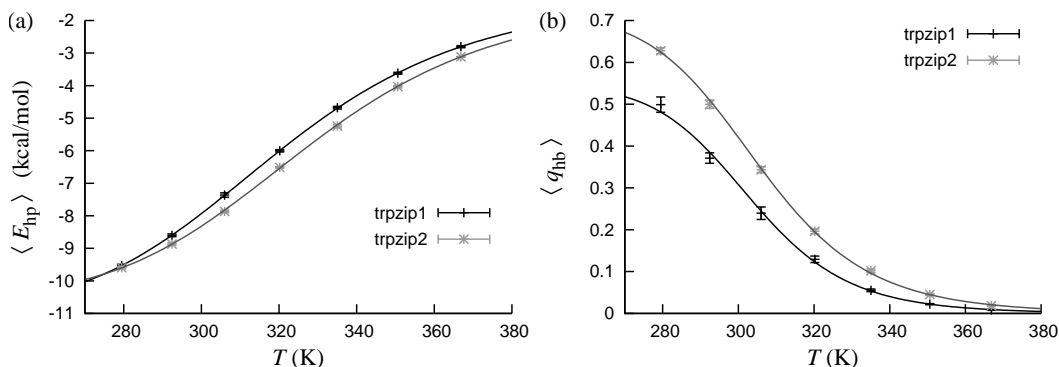 (a)
-2
-3
-4
-5
-6
-7
-8
-9
-10
-11
⟨ E_hp ⟩ (kcal/mol)
trpzip1
trpzip2
280 300 320 340 360 380
T (K)
(b)
0.7
0.6
0.5
0.4
0.3
0.2
0.1
0
⟨ q_hb ⟩
trpzip1
trpzip2
280 300 320 340 360 380
T (K)